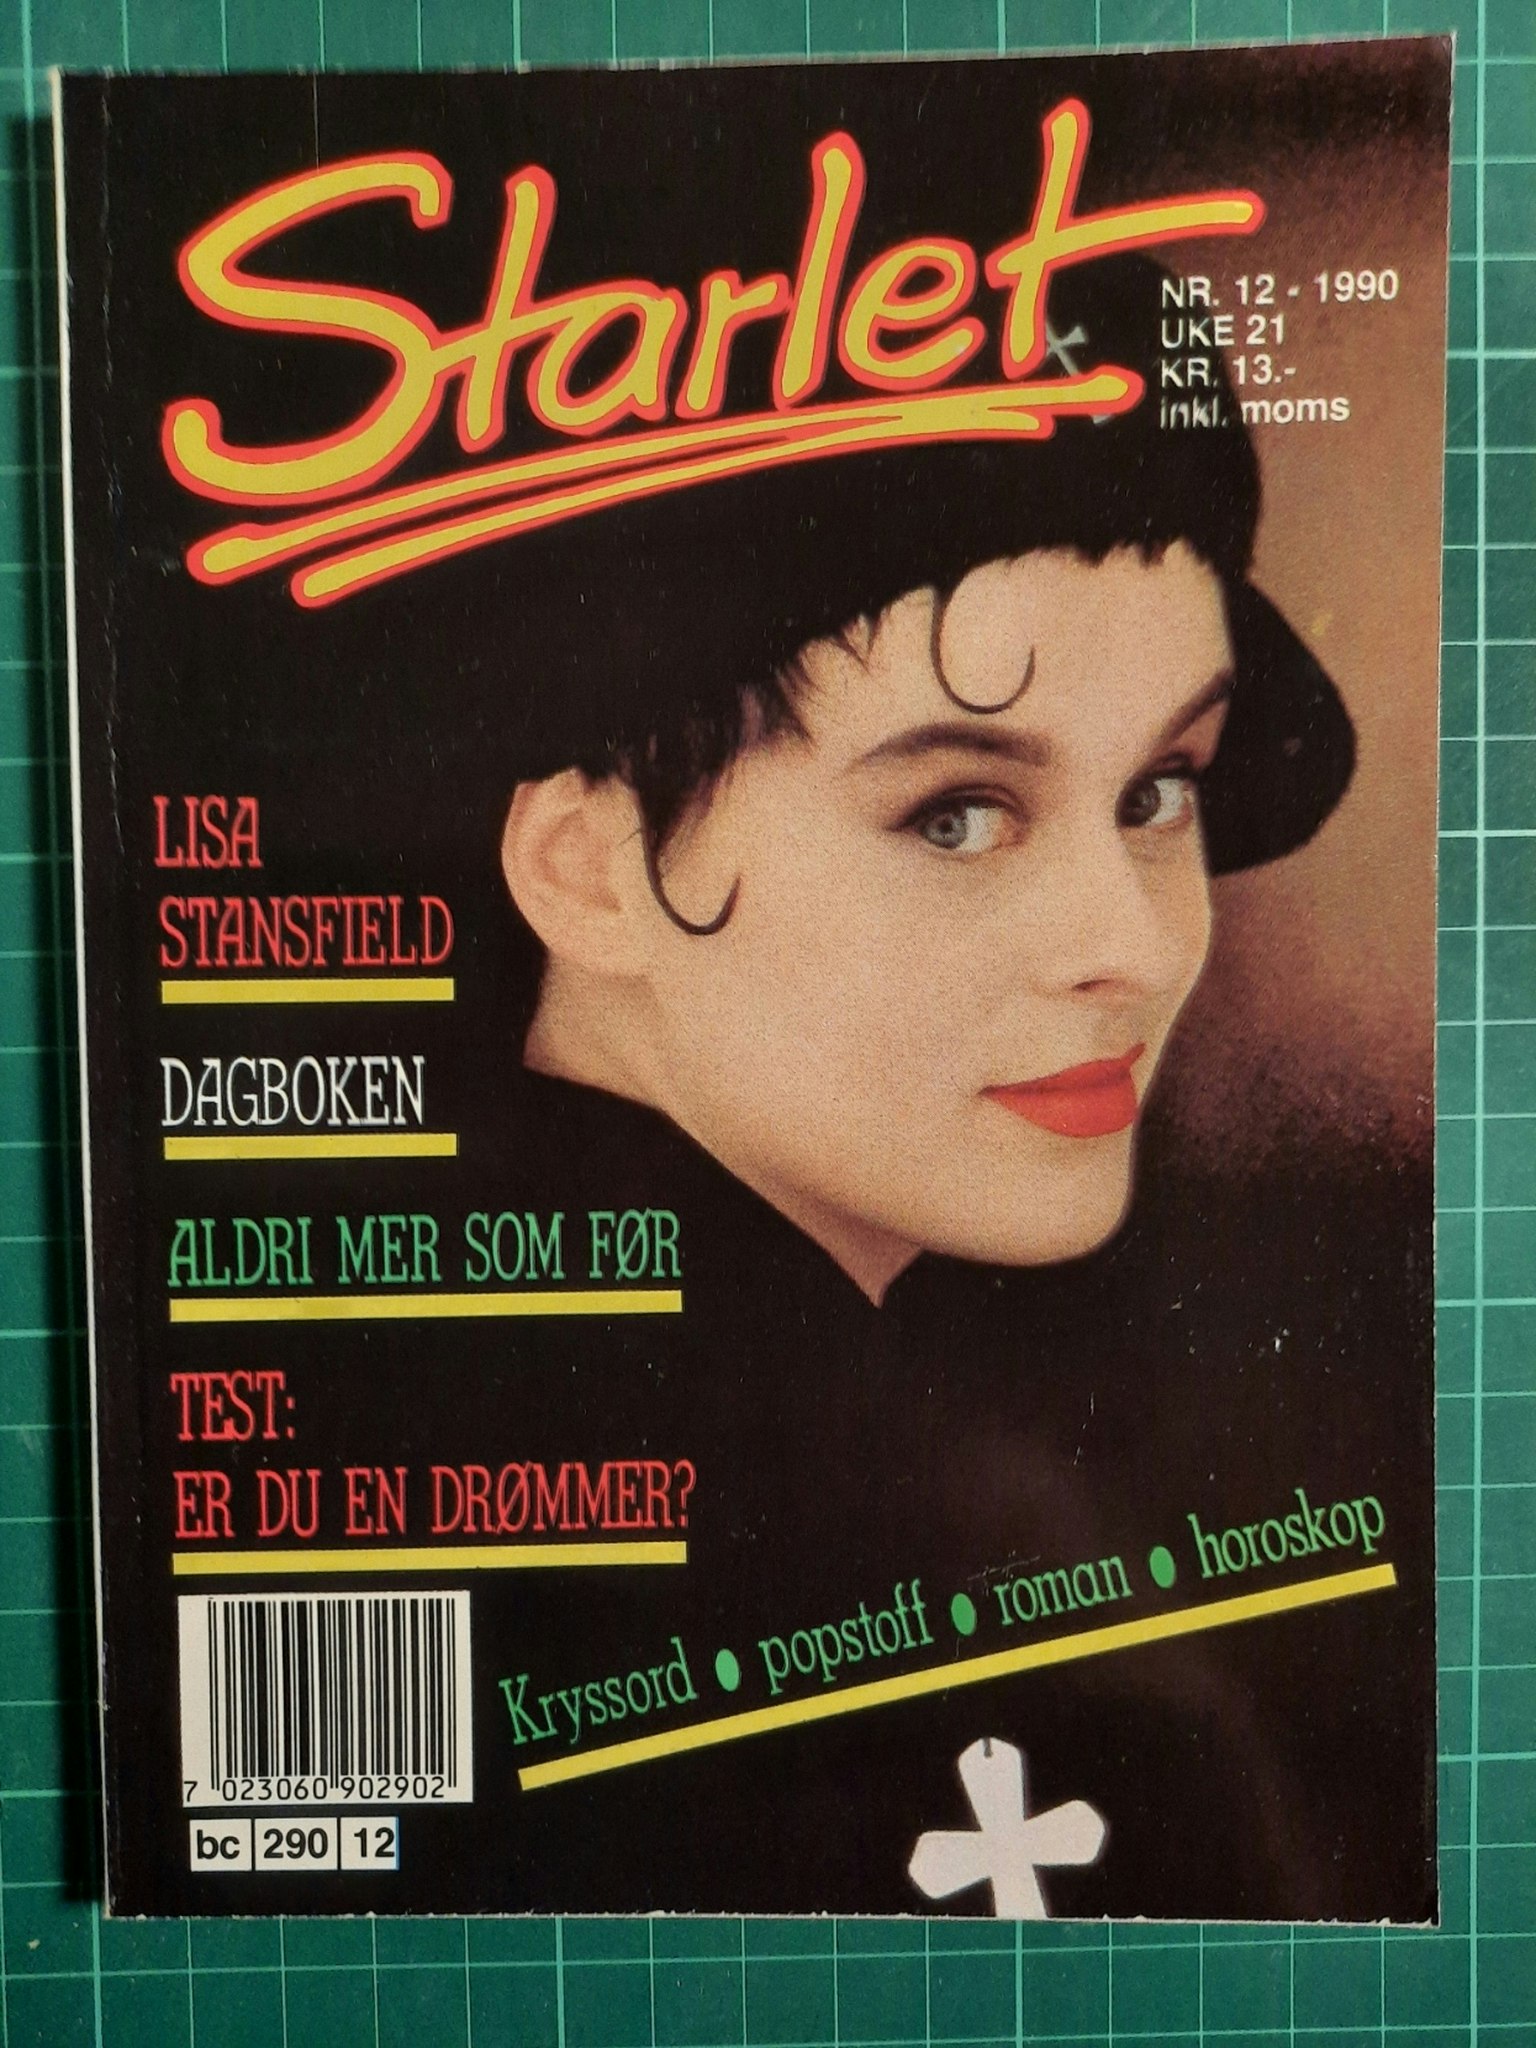 Starlet
NR. 12 - 1990
UKE 21
KR. 13.-
inkl. moms
LISA
STANSFIELD
DAGBOKEN
ALDRI MER SOM FØR
TEST:
ER DU EN DRØMMER?
Kryssord ● popstoff ● roman ● horoskop
7 023060 902902
bc 290 12